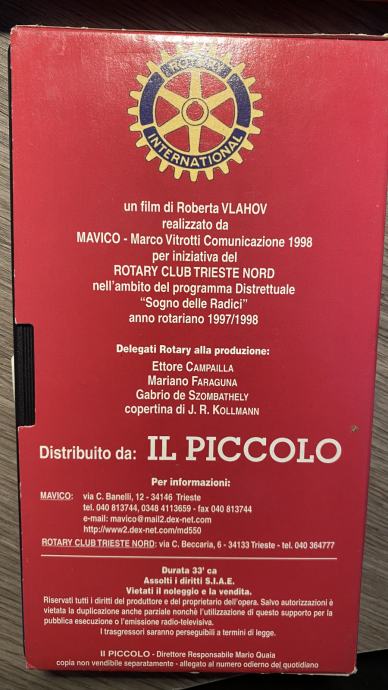 ROTARY
INTERNATIONAL
un film di Roberta VLAHOV
realizzato da
MAVICO - Marco Vitrotti Comunicazione 1998
per iniziativa del
ROTARY CLUB TRIESTE NORD
nell'ambito del programma Distrettuale
"Sogno delle Radici"
anno rotariano 1997/1998
Delegati Rotary alla produzione:
Ettore CAMPAILLA
Mariano FARAGUNA
Gabrio de SZOMBATHELY
copertina di J. R. KOLLMANN
Distribuito da: IL PICCOLO
Per informazioni:
MAVICO: via C. Banelli, 12 - 34146 Trieste
tel. 040 813744, 0348 4113659 - fax 040 813744
e-mail: mavico@mail2.dex-net.com
http://www2.dex-net.com/md550
ROTARY CLUB TRIESTE NORD: via C. Beccaria, 6 - 34133 Trieste - tel. 040 364777
Durata 33' ca
Assolti i diritti S.I.A.E.
Vietati il noleggio e la vendita.
Riservati tutti i diritti del produttore e del proprietario dell'opera. Salvo autorizzazioni è
vietata la duplicazione anche parziale nonchè l'utilizzazione di questo supporto per la
pubblica esecuzione o l'emissione radio-televisiva.
I trasgressori saranno perseguibili a termini di legge.
Il PICCOLO - Direttore Responsabile Mario Quaia
copia non vendibile separatamente - allegato al numero odierno del quotidiano